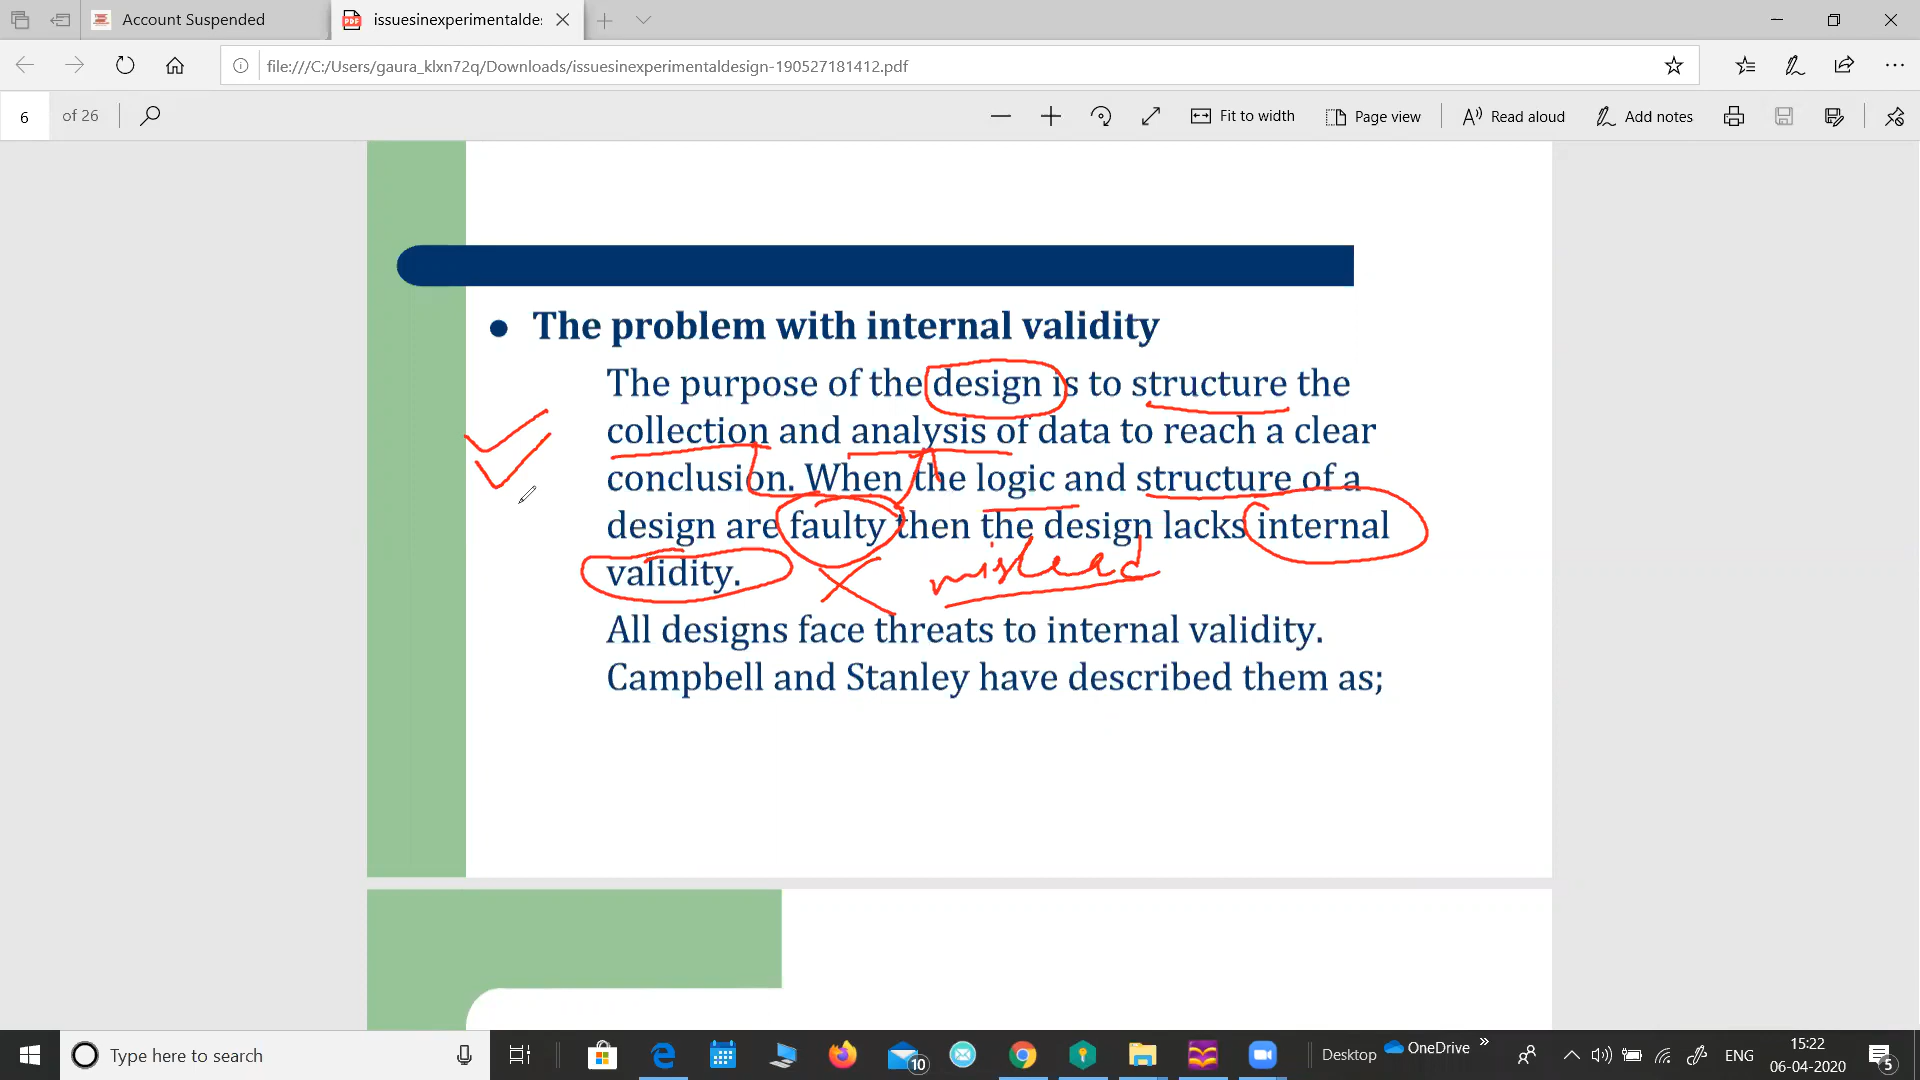 Account Suspended
issuesinexperimentaldes
file:///C:/Users/gaura_klxn72q/Downloads/issuesinexperimentaldesign-190527181412.pdf
6 of 26
Fit to width
Page view
Read aloud
Add notes
The problem with internal validity
The purpose of the design is to structure the
collection and analysis of data to reach a clear
conclusion. When the logic and structure of a
design are faulty then the design lacks internal
validity.
mislead
All designs face threats to internal validity.
Campbell and Stanley have described them as;
Type here to search
10
Desktop
OneDrive
ENG
15:22
06-04-2020
5